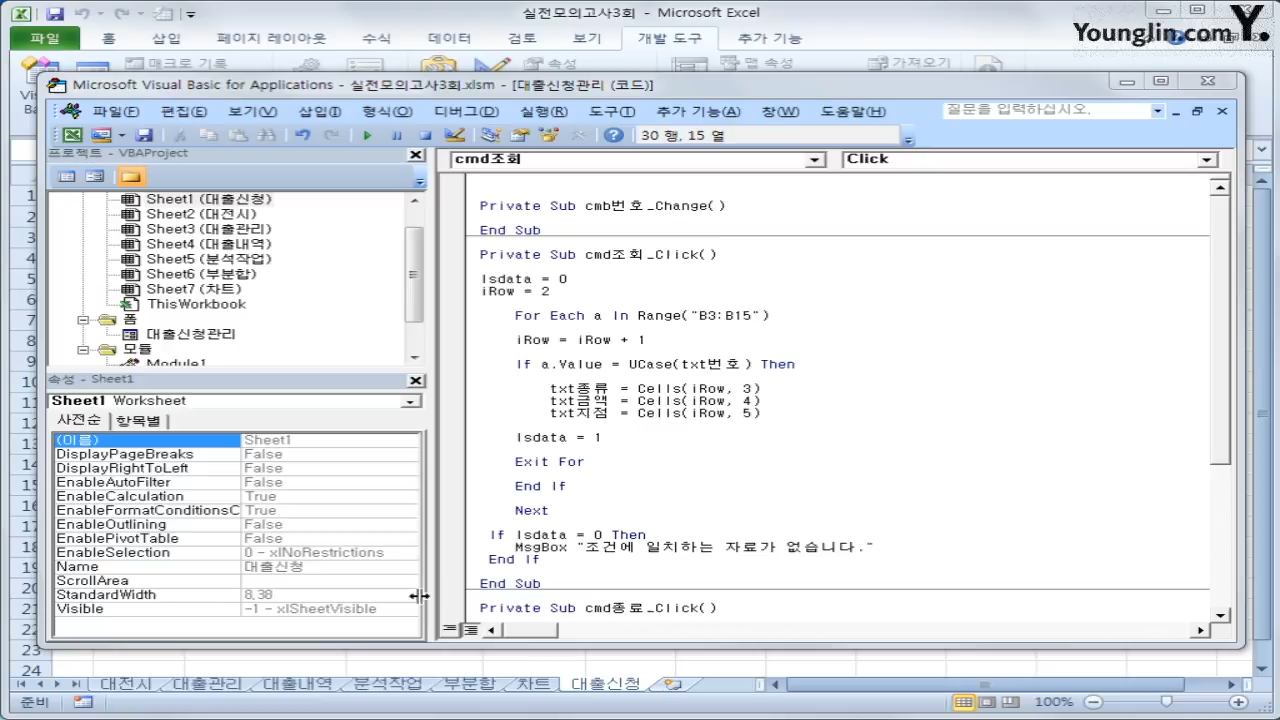 실전모의고사3회 - Microsoft Excel
Younglin.com Y.
파일 홈 삽입 페이지 레이아웃 수식 데이터 검토 보기 개발 도구 추가 기능
매크로 기록 속성 맵 속성 가져오기
Microsoft Visual Basic for Applications - 실전모의고사3회.xlsm - [대출신청관리 (코드)]
파일(F) 편집(E) 보기(V) 삽입(I) 형식(O) 디버그(D) 실행(R) 도구(T) 추가 기능(A) 창(W) 도움말(H) 질문을 입력하십시오.
30 행, 15 열
프로젝트 - VBAProject
Sheet1 (대출신청)
Sheet2 (대전시)
Sheet3 (대출관리)
Sheet4 (대출내역)
Sheet5 (분석작업)
Sheet6 (부분합)
Sheet7 (차트)
ThisWorkbook
폼
대출신청관리
모듈
Module1
속성 - Sheet1
Sheet1 Worksheet
사전순 항목별
(이름) Sheet1
DisplayPageBreaks False
DisplayRightToLeft False
EnableAutoFilter False
EnableCalculation True
EnableFormatConditionsC True
EnableOutlining False
EnablePivotTable False
EnableSelection 0 - xlNoRestrictions
Name 대출신청
ScrollArea
StandardWidth 8.38
Visible -1 - xlSheetVisible
cmd조회 Click
Private Sub cmb번호_Change()
End Sub
Private Sub cmd조회_Click()
Isdata = 0
iRow = 2
For Each a In Range("B3:B15")
iRow = iRow + 1
If a.Value = UCase(txt번호) Then
txt종류 = Cells(iRow, 3)
txt금액 = Cells(iRow, 4)
txt지점 = Cells(iRow, 5)
Isdata = 1
Exit For
End If
Next
If Isdata = 0 Then
MsgBox "조건에 일치하는 자료가 없습니다."
End If
End Sub
Private Sub cmd종료_Click()
23
24
대전시 대출관리 대출내역 분석작업 부분합 차트 대출신청
준비 100%